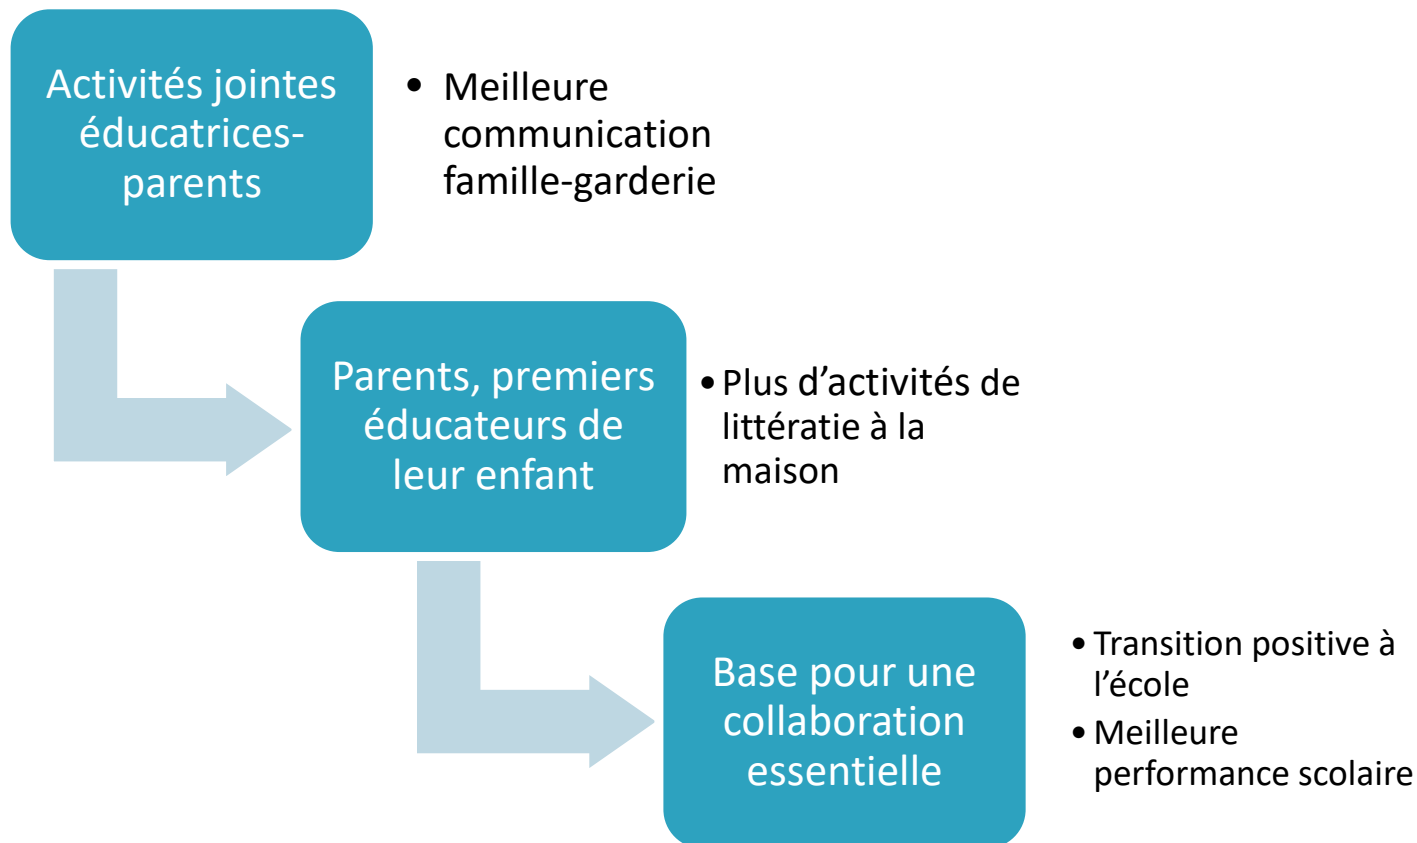 Activités jointes
éducatrices-
parents
• Meilleure
communication
famille-garderie
Parents, premiers
éducateurs de
leur enfant
• Plus d’activités de
littératie à la
maison
Base pour une
collaboration
essentielle
• Transition positive à
l’école
• Meilleure
performance scolaire